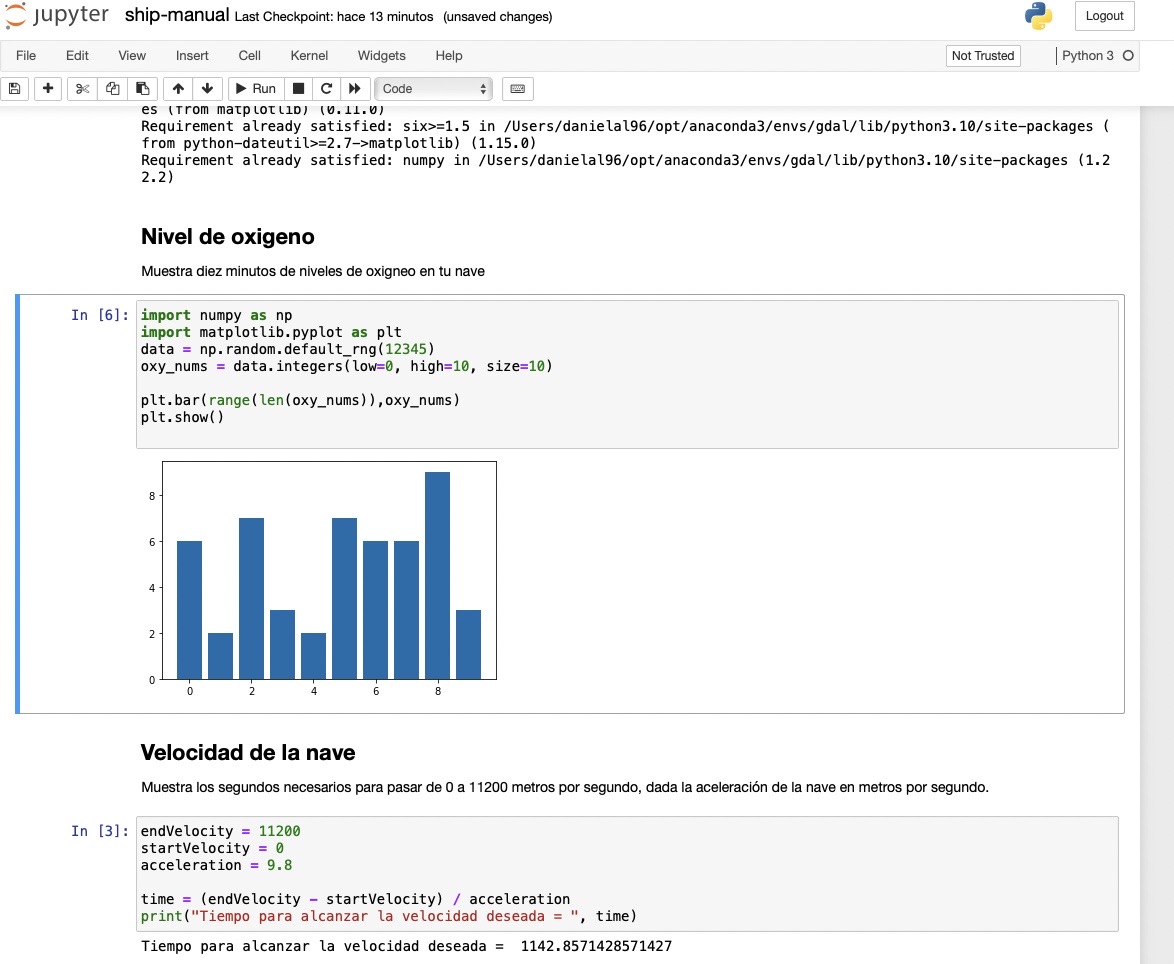 jupyter ship-manual Last Checkpoint: hace 13 minutos (unsaved changes) Logout
File Edit View Insert Cell Kernel Widgets Help Not Trusted Python 3
Run Code
es (from matplotlib) (0.11.0)
Requirement already satisfied: six>=1.5 in /Users/danielal96/opt/anaconda3/envs/gdal/lib/python3.10/site-packages (
from python-dateutil>=2.7->matplotlib) (1.15.0)
Requirement already satisfied: numpy in /Users/danielal96/opt/anaconda3/envs/gdal/lib/python3.10/site-packages (1.2
2.2)
Nivel de oxigeno
Muestra diez minutos de niveles de oxigneo en tu nave
In [6]: import numpy as np
import matplotlib.pyplot as plt
data = np.random.default_rng(12345)
oxy_nums = data.integers(low=0, high=10, size=10)
plt.bar(range(len(oxy_nums)),oxy_nums)
plt.show()
8
6
4
2
0
0 2 4 6 8
Velocidad de la nave
Muestra los segundos necesarios para pasar de 0 a 11200 metros por segundo, dada la aceleración de la nave en metros por segundo.
In [3]: endVelocity = 11200
startVelocity = 0
acceleration = 9.8
time = (endVelocity - startVelocity) / acceleration
print("Tiempo para alcanzar la velocidad deseada = ", time)
Tiempo para alcanzar la velocidad deseada =  1142.8571428571427